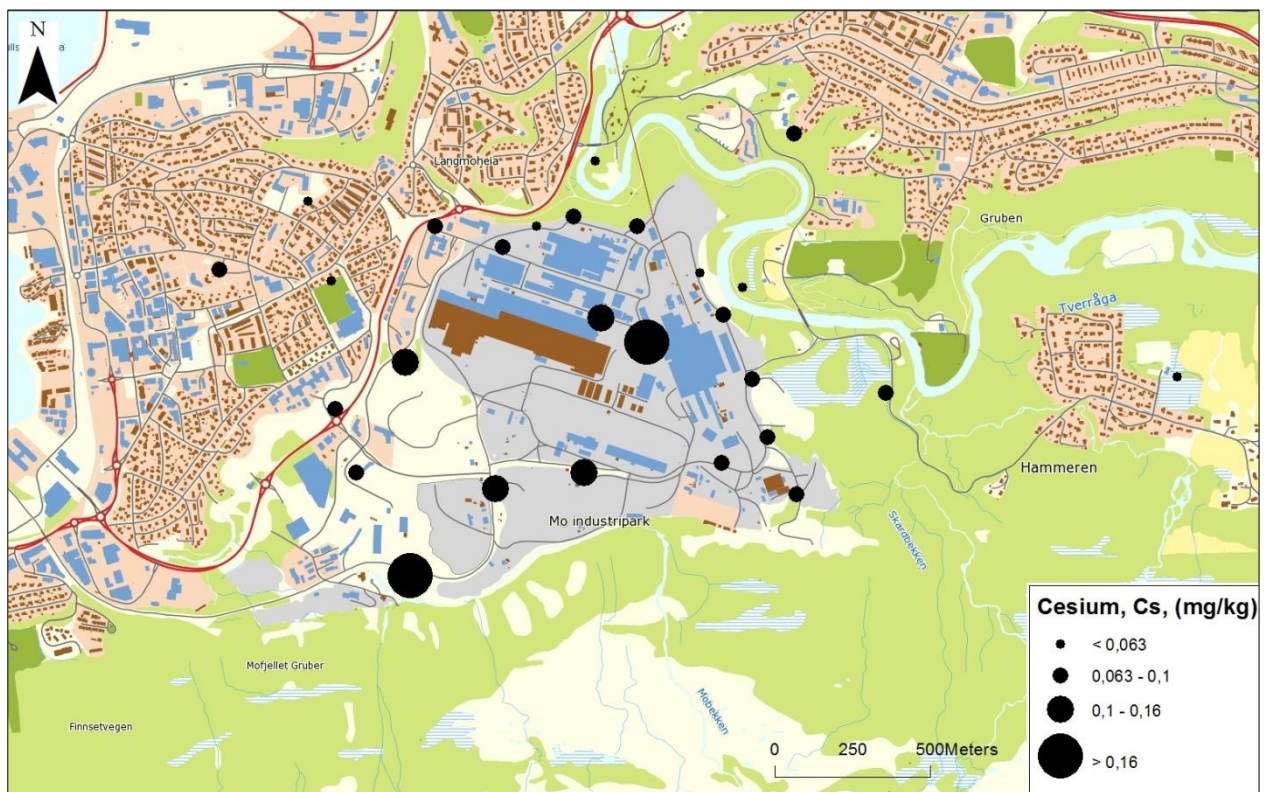 N
Langmoheia
Gruben
Tverråga
Hammeren
Mo industripark
Skardbekken
Mofjellet Gruber
Mobekken
Finnsetvegen
Cesium, Cs, (mg/kg)
< 0,063
0,063 - 0,1
0,1 - 0,16
> 0,16
0 250 500Meters